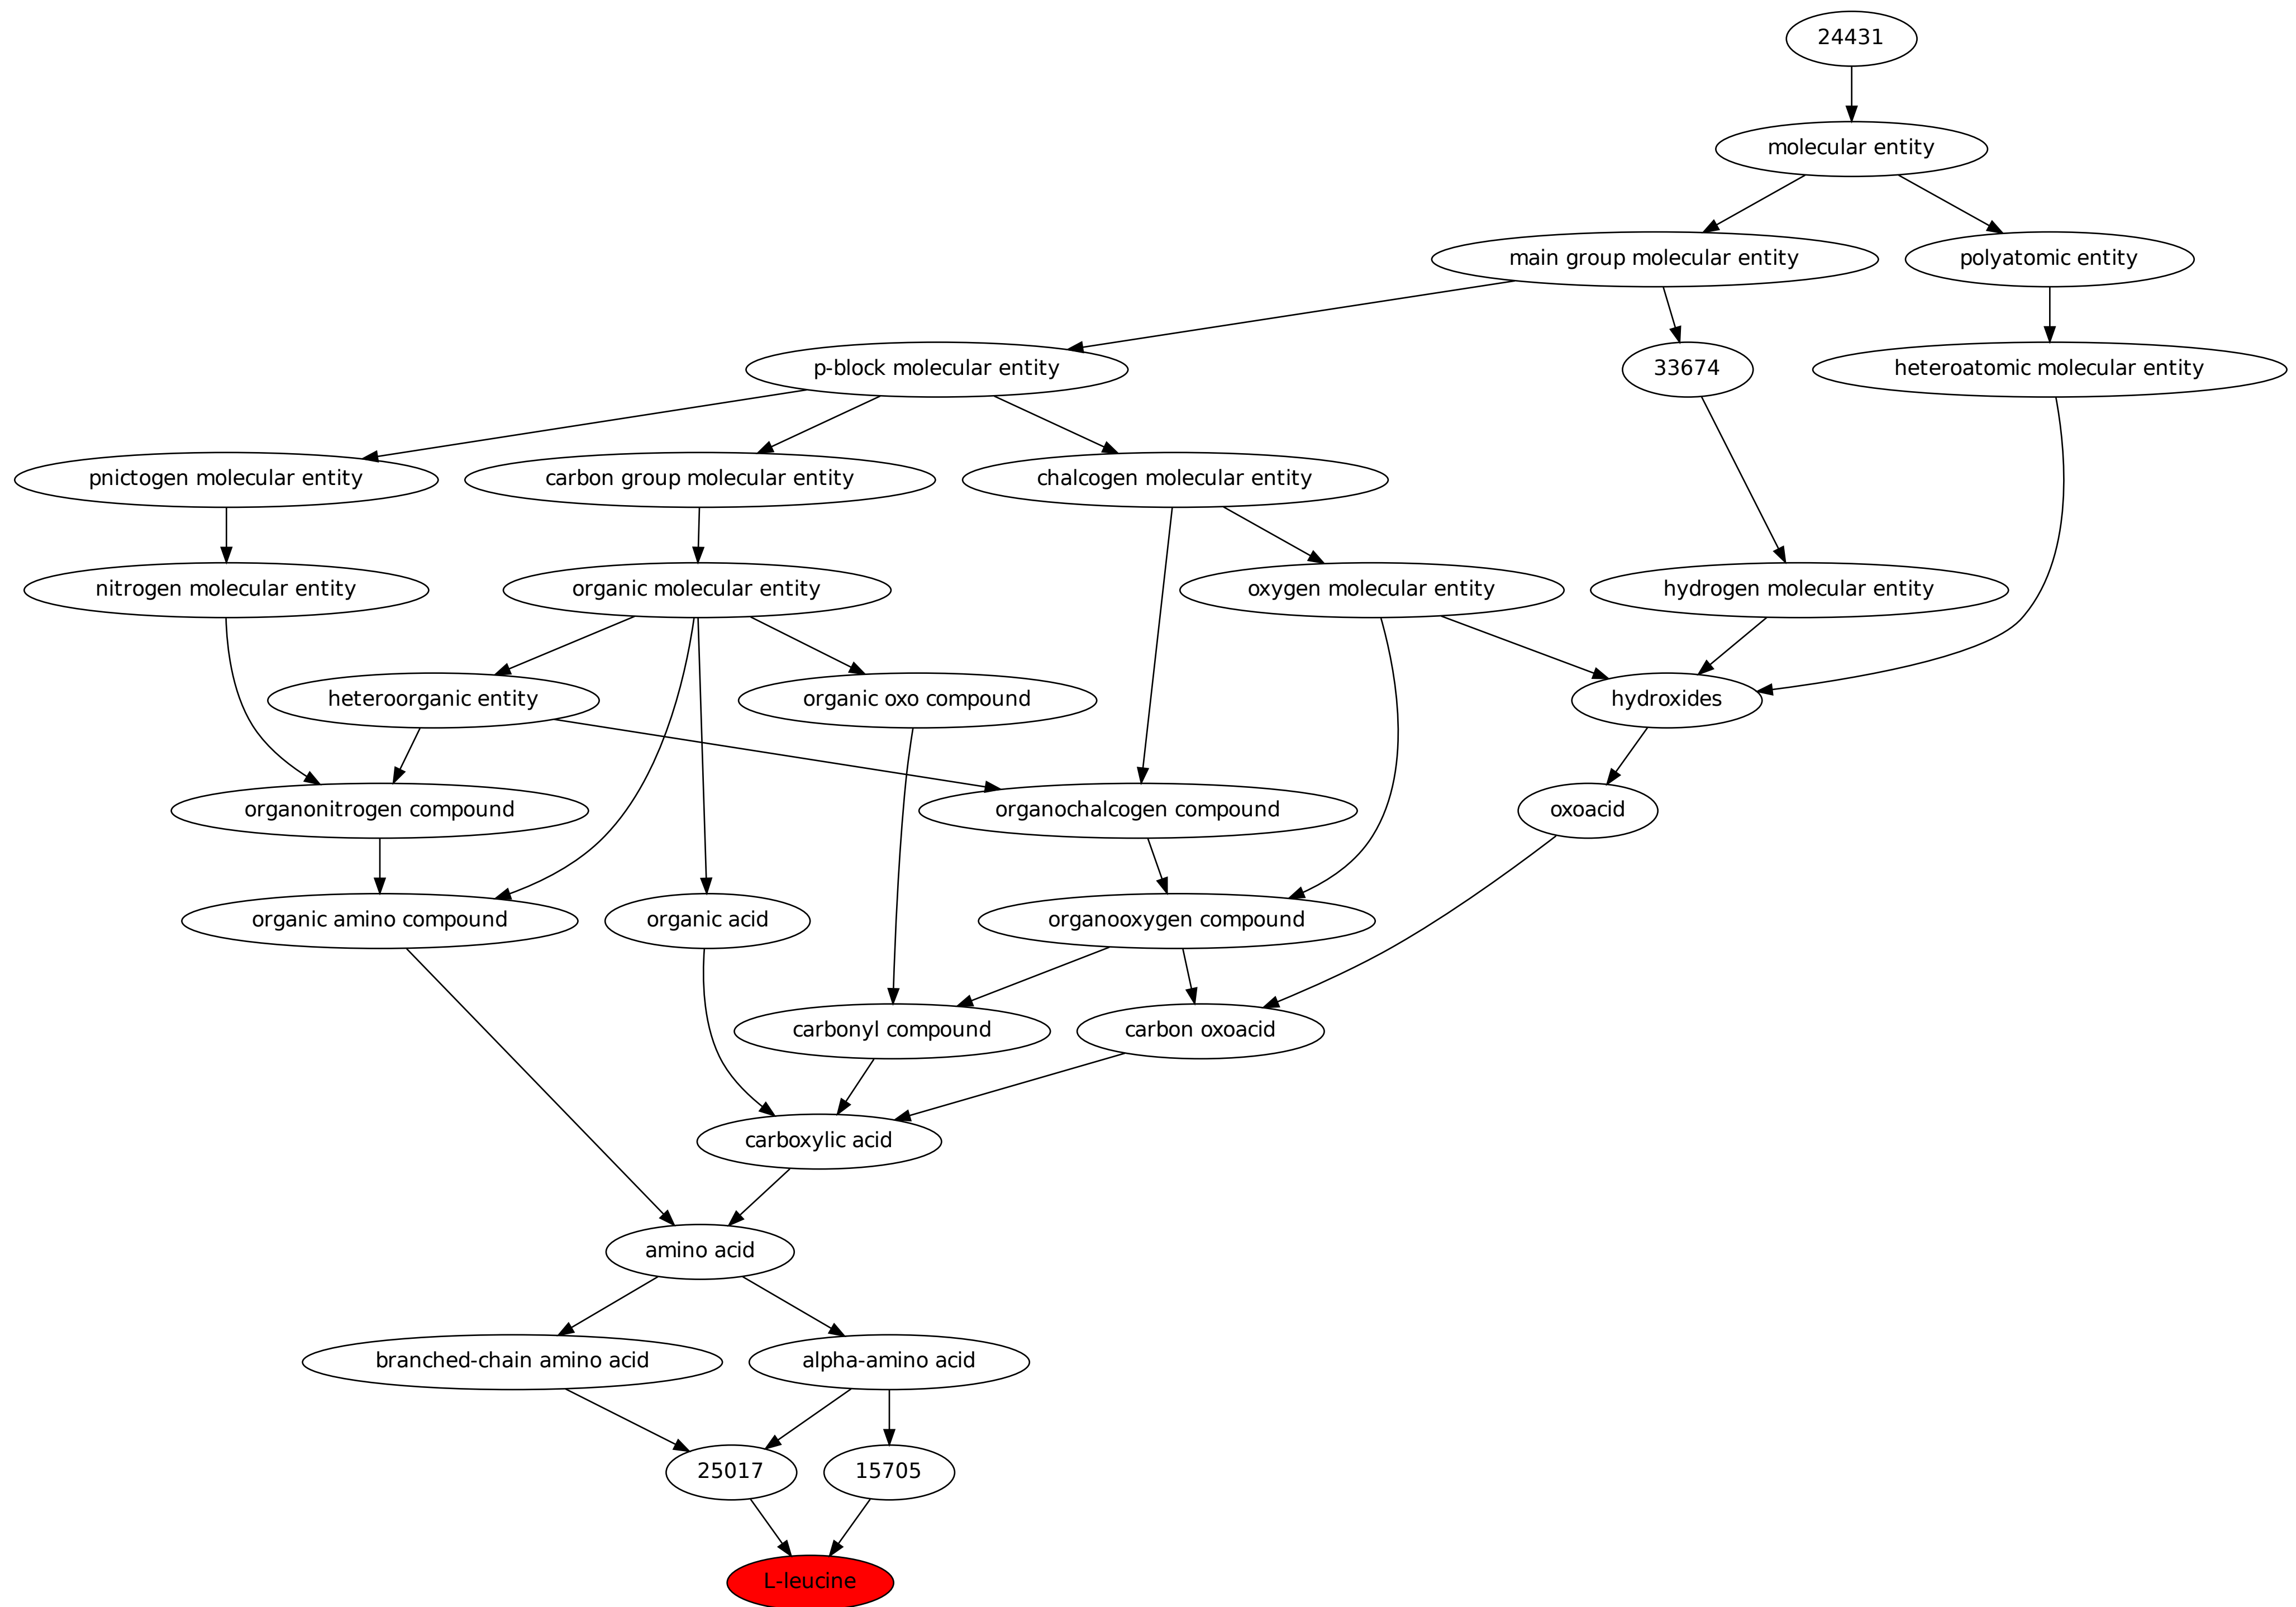 24431
molecular entity
main group molecular entity
polyatomic entity
p-block molecular entity
33674
heteroatomic molecular entity
pnictogen molecular entity
carbon group molecular entity
chalcogen molecular entity
nitrogen molecular entity
organic molecular entity
oxygen molecular entity
hydrogen molecular entity
heteroorganic entity
organic oxo compound
hydroxides
organonitrogen compound
organochalcogen compound
oxoacid
organic amino compound
organic acid
organooxygen compound
carbonyl compound
carbon oxoacid
carboxylic acid
amino acid
branched-chain amino acid
alpha-amino acid
25017
15705
L-leucine